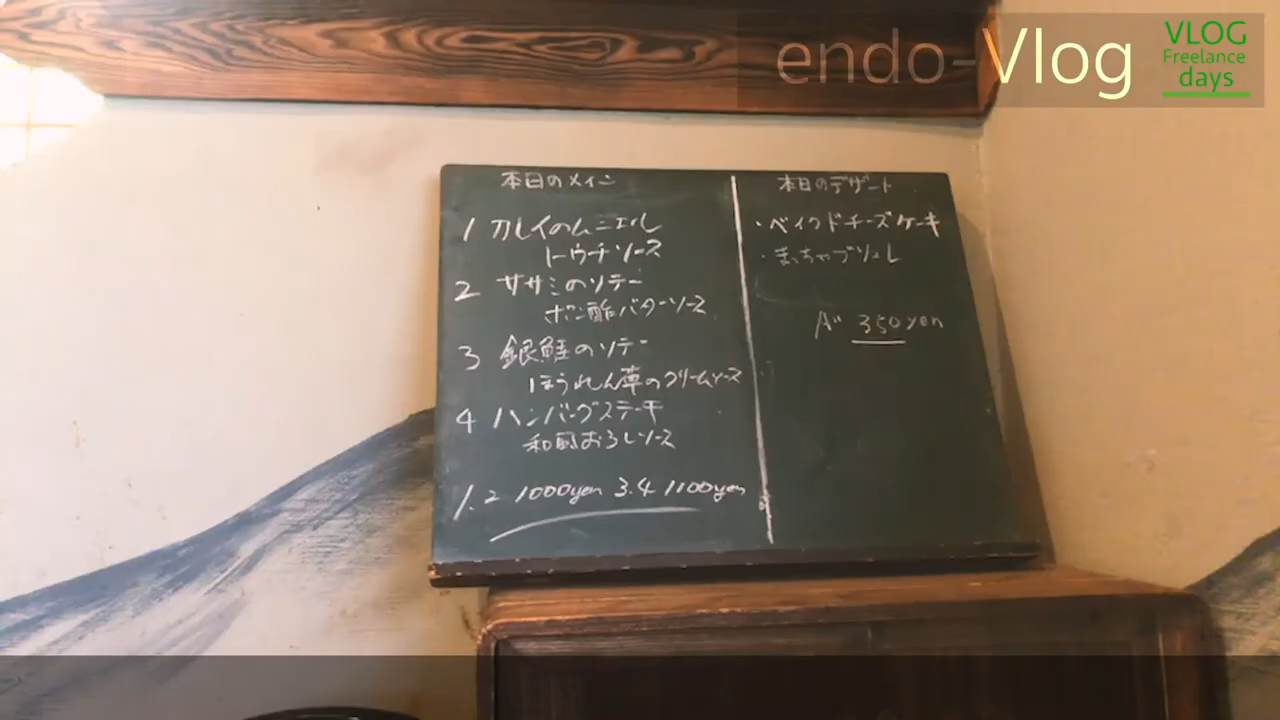 endo-Vlog
VLOG
Freelance
days
本日のメイン
1 カレイのムニエル
トウチソース
2 ササミのソテー
ポン酢バターソース
3 銀鮭のソテー
ほうれん草のクリームソース
4 ハンバーグステーキ
和風おろしソース
1.2 1000yen 3.4 1100yen
本日のデザート
・ベイクドチーズケーキ
・まっちゃブリュレ
350yen